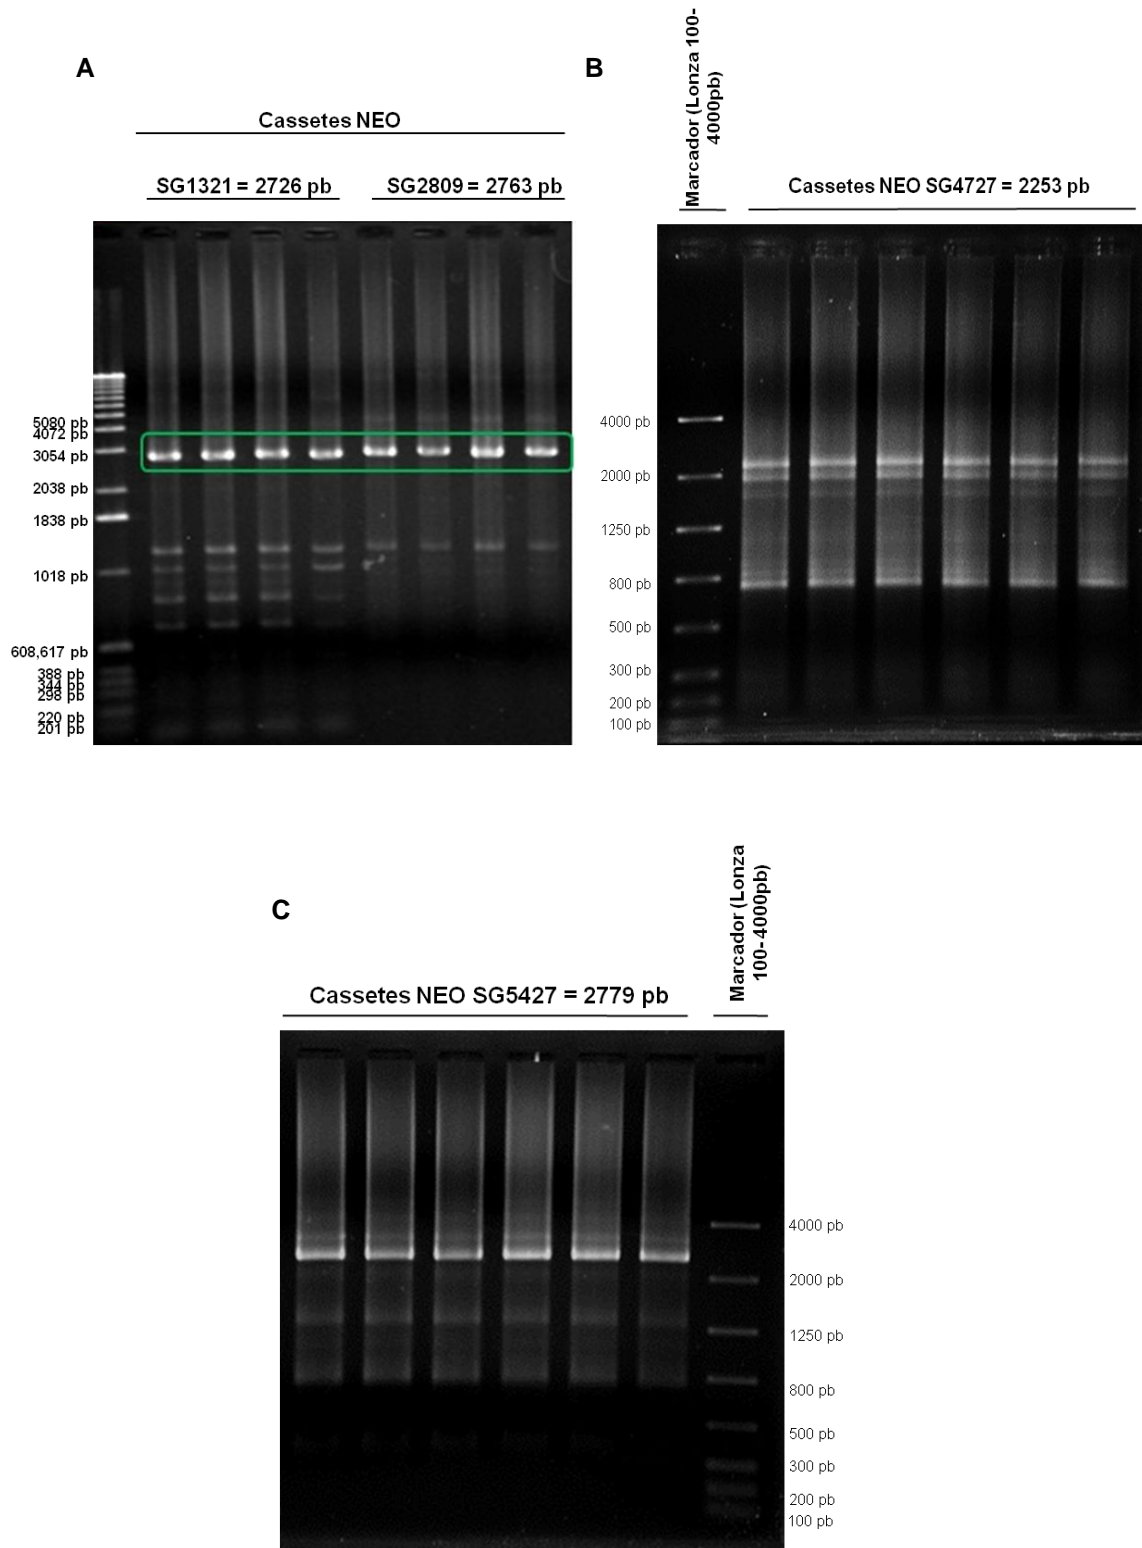 A
Cassetes NEO
SG1321 = 2726 pb
SG2809 = 2763 pb
5080 pb
4072 pb
3054 pb
2038 pb
1838 pb
1018 pb
608,617 pb
388 pb
344 pb
298 pb
220 pb
201 pb
B
Marcador (Lonza 100-
4000pb)
Cassetes NEO SG4727 = 2253 pb
4000 pb
2000 pb
1250 pb
800 pb
500 pb
300 pb
200 pb
100 pb
C
Cassetes NEO SG5427 = 2779 pb
Marcador (Lonza
100-4000pb)
4000 pb
2000 pb
1250 pb
800 pb
500 pb
300 pb
200 pb
100 pb